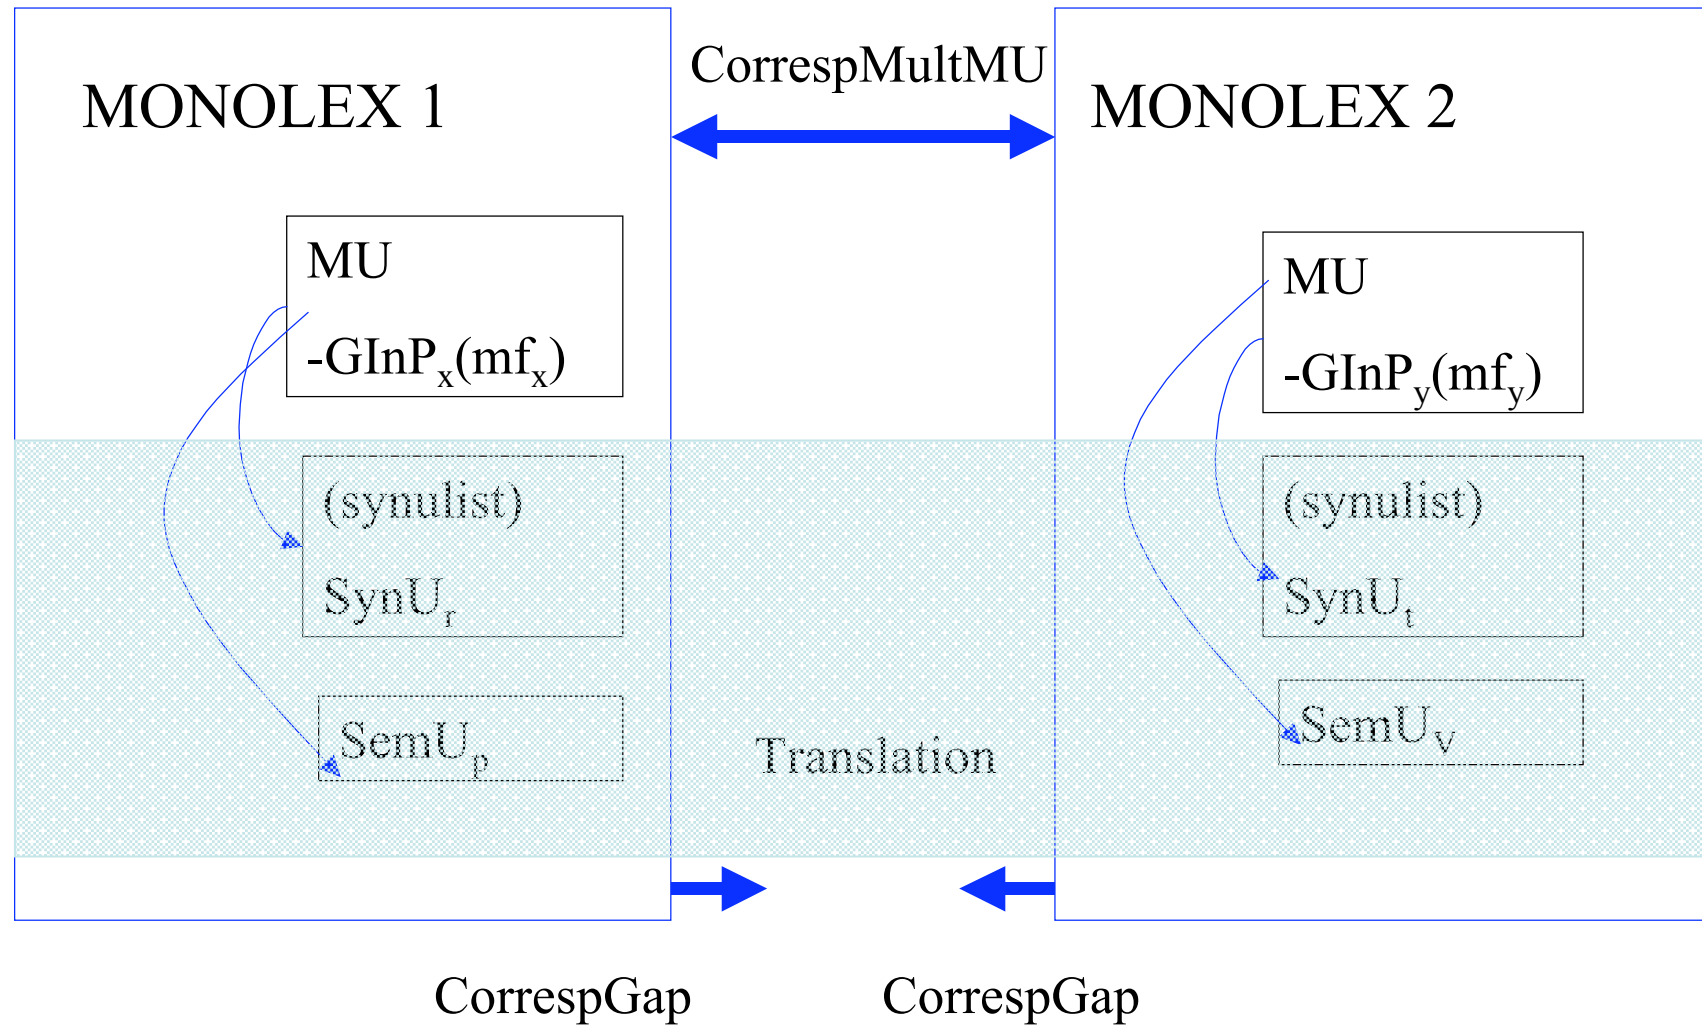 CorrespMultMU
MONOLEX 1
MONOLEX 2
MU
-GInPx(mfx)
MU
-GInPy(mfy)
(synulist)
SynUr
(synulist)
SynUt
SemUp
Translation
SemUV
CorrespGap
CorrespGap